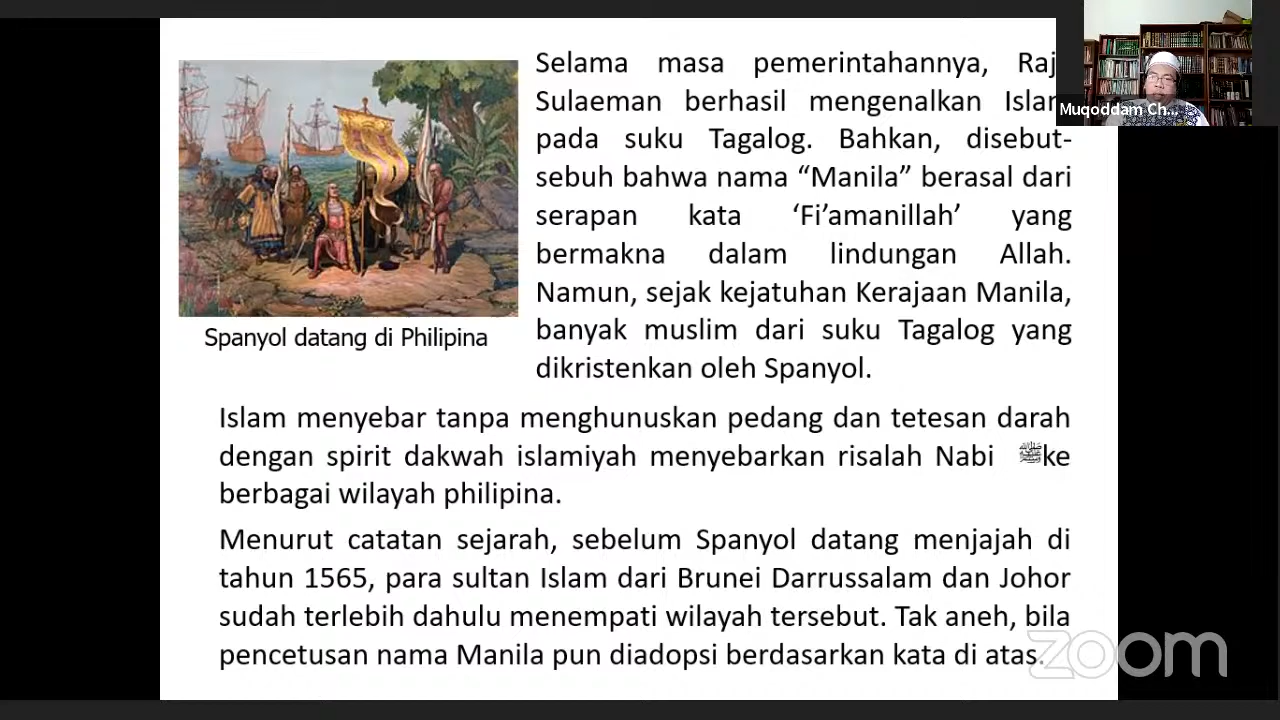 Selama masa pemerintahannya, Raj
Sulaeman berhasil mengenalkan Islam
pada suku Tagalog. Bahkan, disebut-
sebuh bahwa nama “Manila” berasal dari
serapan kata ‘Fi’amanillah’ yang
bermakna dalam lindungan Allah.
Namun, sejak kejatuhan Kerajaan Manila,
banyak muslim dari suku Tagalog yang
dikristenkan oleh Spanyol.
Spanyol datang di Philipina
Islam menyebar tanpa menghunuskan pedang dan tetesan darah
dengan spirit dakwah islamiyah menyebarkan risalah Nabi ﷺke
berbagai wilayah philipina.
Menurut catatan sejarah, sebelum Spanyol datang menjajah di
tahun 1565, para sultan Islam dari Brunei Darrussalam dan Johor
sudah terlebih dahulu menempati wilayah tersebut. Tak aneh, bila
pencetusan nama Manila pun diadopsi berdasarkan kata di atas.
Muqoddam Ch...
zoom